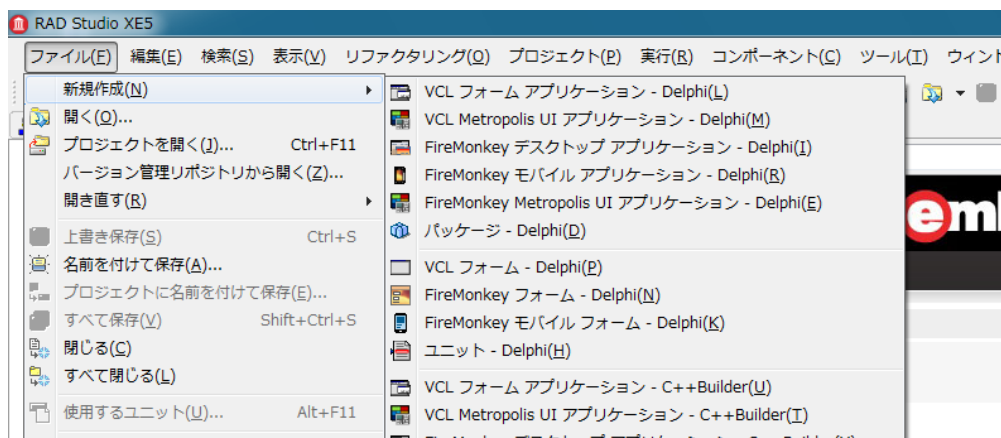 RAD Studio XE5
ファイル(F) 編集(E) 検索(S) 表示(V) リファクタリング(O) プロジェクト(P) 実行(R) コンポーネント(C) ツール(T) ウィント
新規作成(N)
開く(O)...
プロジェクトを開く(J)... Ctrl+F11
バージョン管理リポジトリから開く(Z)...
開き直す(R)
上書き保存(S) Ctrl+S
名前を付けて保存(A)...
プロジェクトに名前を付けて保存(E)...
すべて保存(V) Shift+Ctrl+S
閉じる(C)
すべて閉じる(L)
使用するユニット(U)... Alt+F11
VCL フォーム アプリケーション - Delphi(L)
VCL Metropolis UI アプリケーション - Delphi(M)
FireMonkey デスクトップ アプリケーション - Delphi(I)
FireMonkey モバイル アプリケーション - Delphi(R)
FireMonkey Metropolis UI アプリケーション - Delphi(E)
パッケージ - Delphi(D)
VCL フォーム - Delphi(P)
FireMonkey フォーム - Delphi(N)
FireMonkey モバイル フォーム - Delphi(K)
ユニット - Delphi(H)
VCL フォーム アプリケーション - C++Builder(U)
VCL Metropolis UI アプリケーション - C++Builder(T)
em